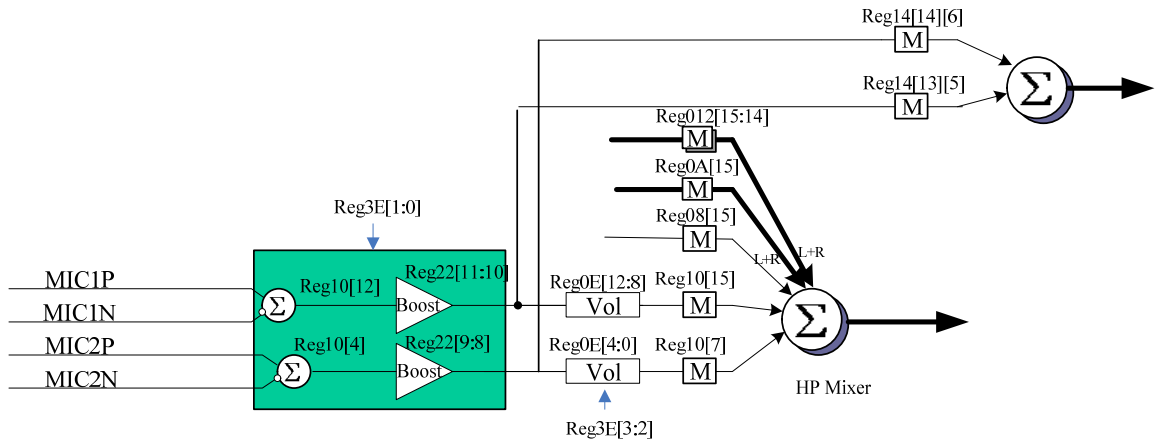 Reg14[14][6]
M
Σ
Reg14[13][5]
M
Reg012[15:14]
M
Reg0A[15]
M
Reg3E[1:0]
Reg08[15]
M
L+R
L+R
MIC1P
Reg10[12]
Reg22[11:10]
Reg0E[12:8]
Reg10[15]
Σ
Boost
Vol
M
MIC1N
Σ
MIC2P
Reg10[4]
Reg22[9:8]
Reg0E[4:0]
Reg10[7]
Σ
Boost
Vol
M
MIC2N
HP Mixer
Reg3E[3:2]